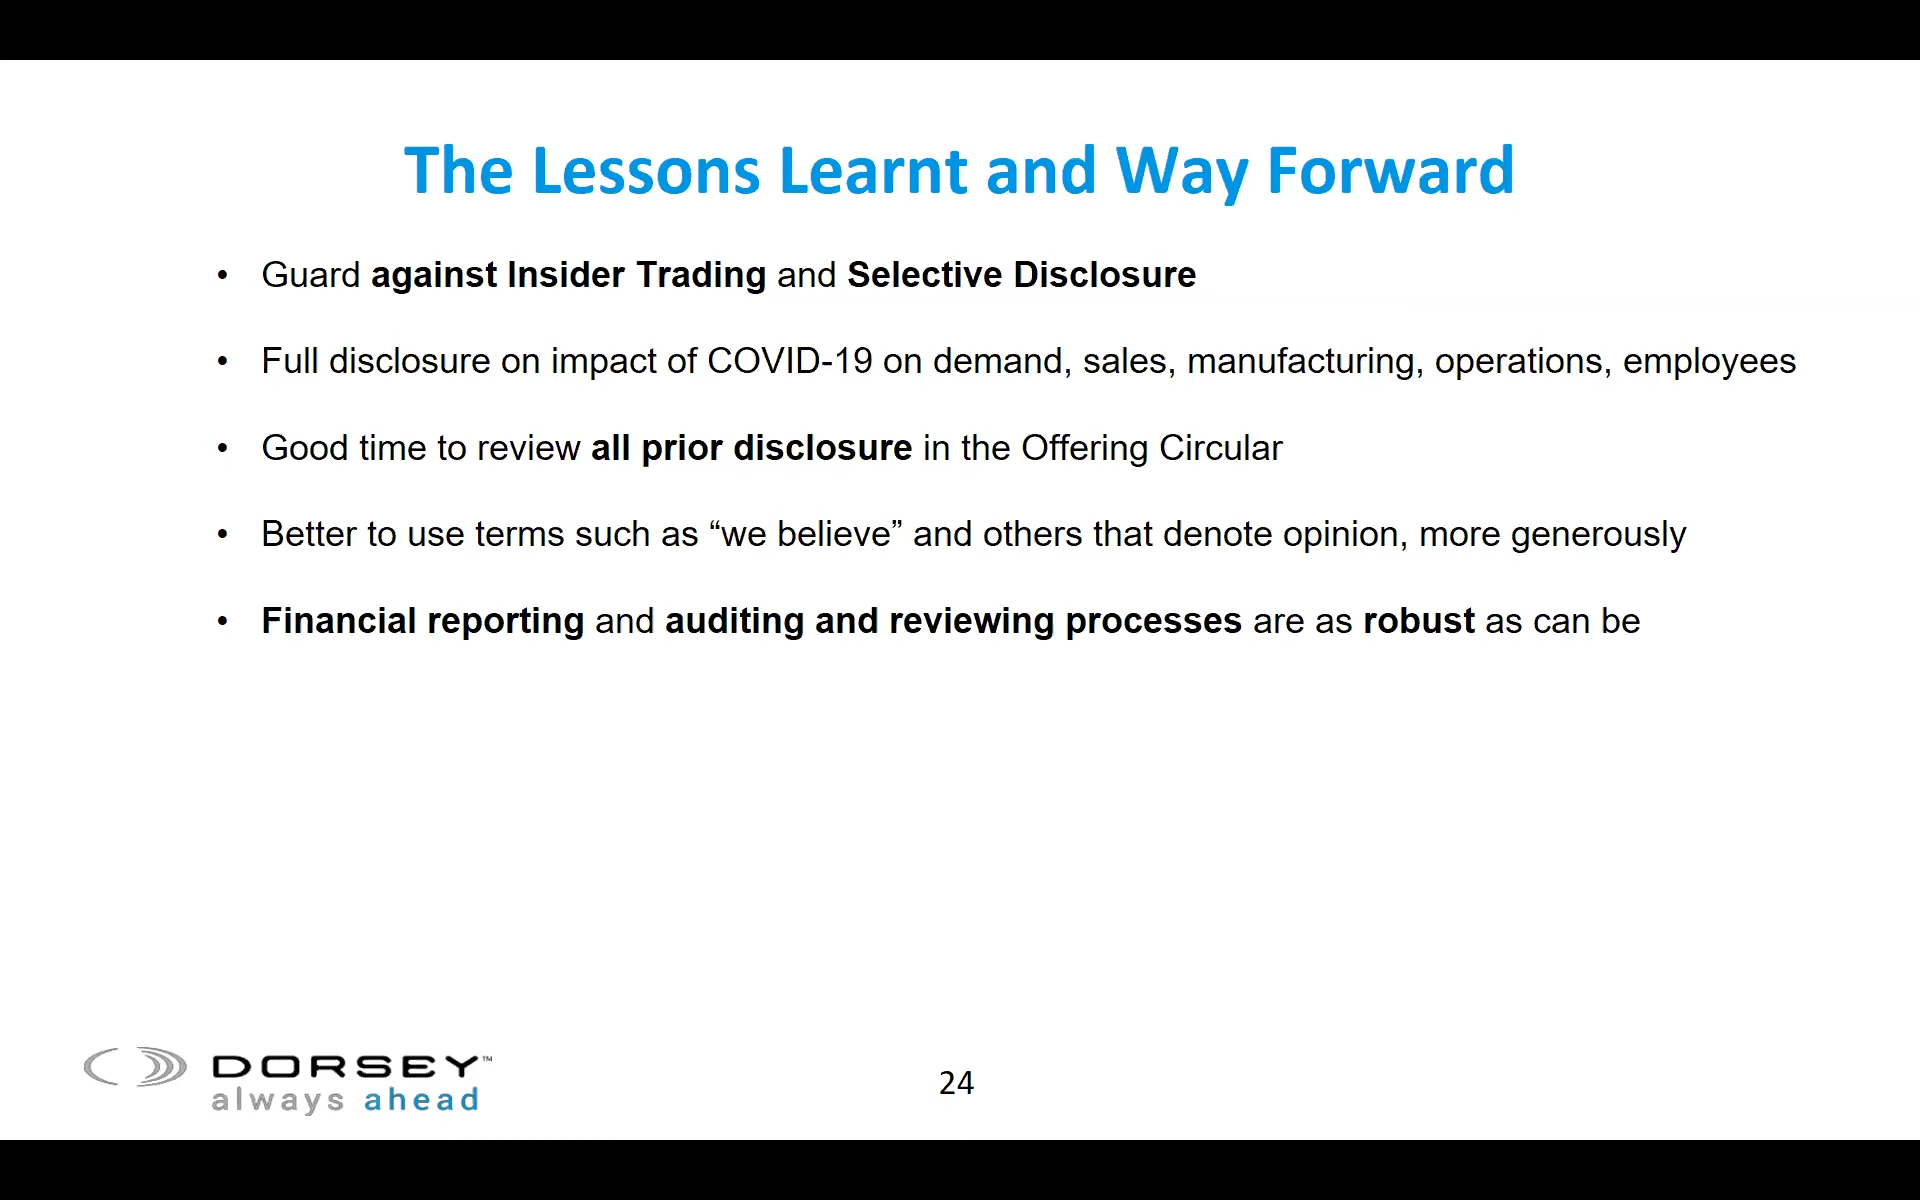 The Lessons Learnt and Way Forward
• Guard against Insider Trading and Selective Disclosure
• Full disclosure on impact of COVID-19 on demand, sales, manufacturing, operations, employees
• Good time to review all prior disclosure in the Offering Circular
• Better to use terms such as “we believe” and others that denote opinion, more generously
• Financial reporting and auditing and reviewing processes are as robust as can be
DORSEY™
always ahead
24